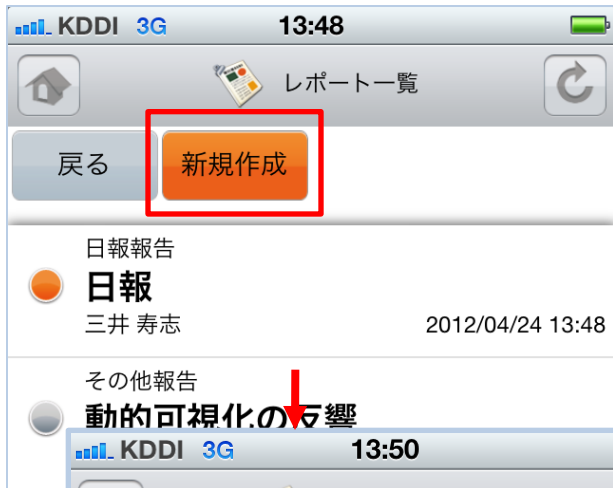 KDDI 3G 13:48
レポート一覧
戻る 新規作成
日報報告
日報
三井 寿志 2012/04/24 13:48
その他報告
動的可視化の反響
KDDI 3G 13:50